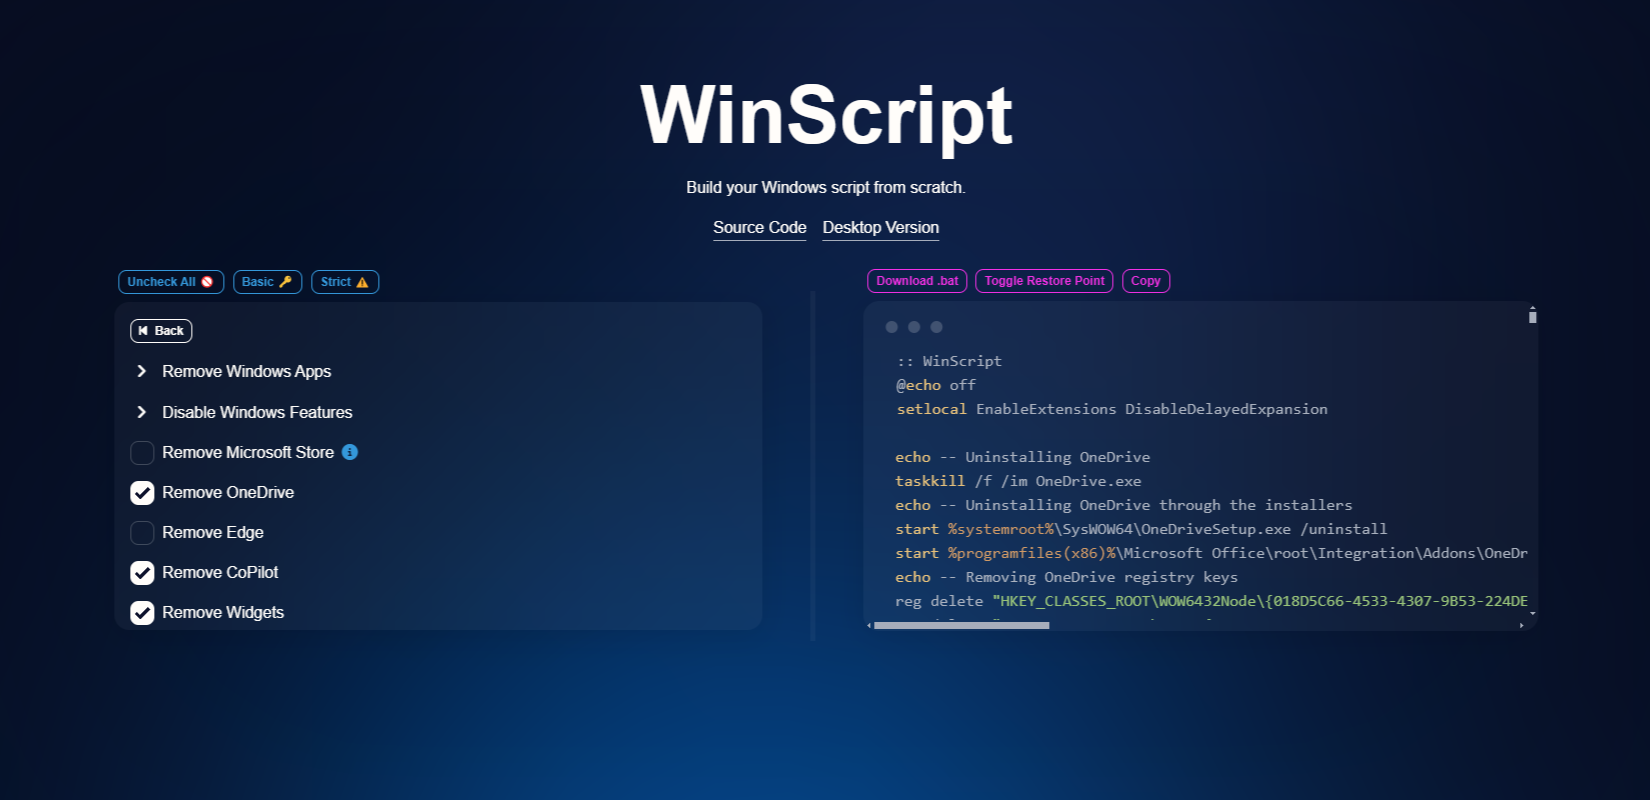 WinScript
Build your Windows script from scratch.
Source Code Desktop Version
Uncheck All Basic Strict
Back
Remove Windows Apps
Disable Windows Features
Remove Microsoft Store
Remove OneDrive
Remove Edge
Remove CoPilot
Remove Widgets
Download .bat Toggle Restore Point Copy
:: WinScript
@echo off
setlocal EnableExtensions DisableDelayedExpansion
echo -- Uninstalling OneDrive
taskkill /f /im OneDrive.exe
echo -- Uninstalling OneDrive through the installers
start %systemroot%\SysWOW64\OneDriveSetup.exe /uninstall
start %programfiles(x86)%\Microsoft Office\root\Integration\Addons\OneDr
echo -- Removing OneDrive registry keys
reg delete "HKEY_CLASSES_ROOT\WOW6432Node\{018D5C66-4533-4307-9B53-224DE